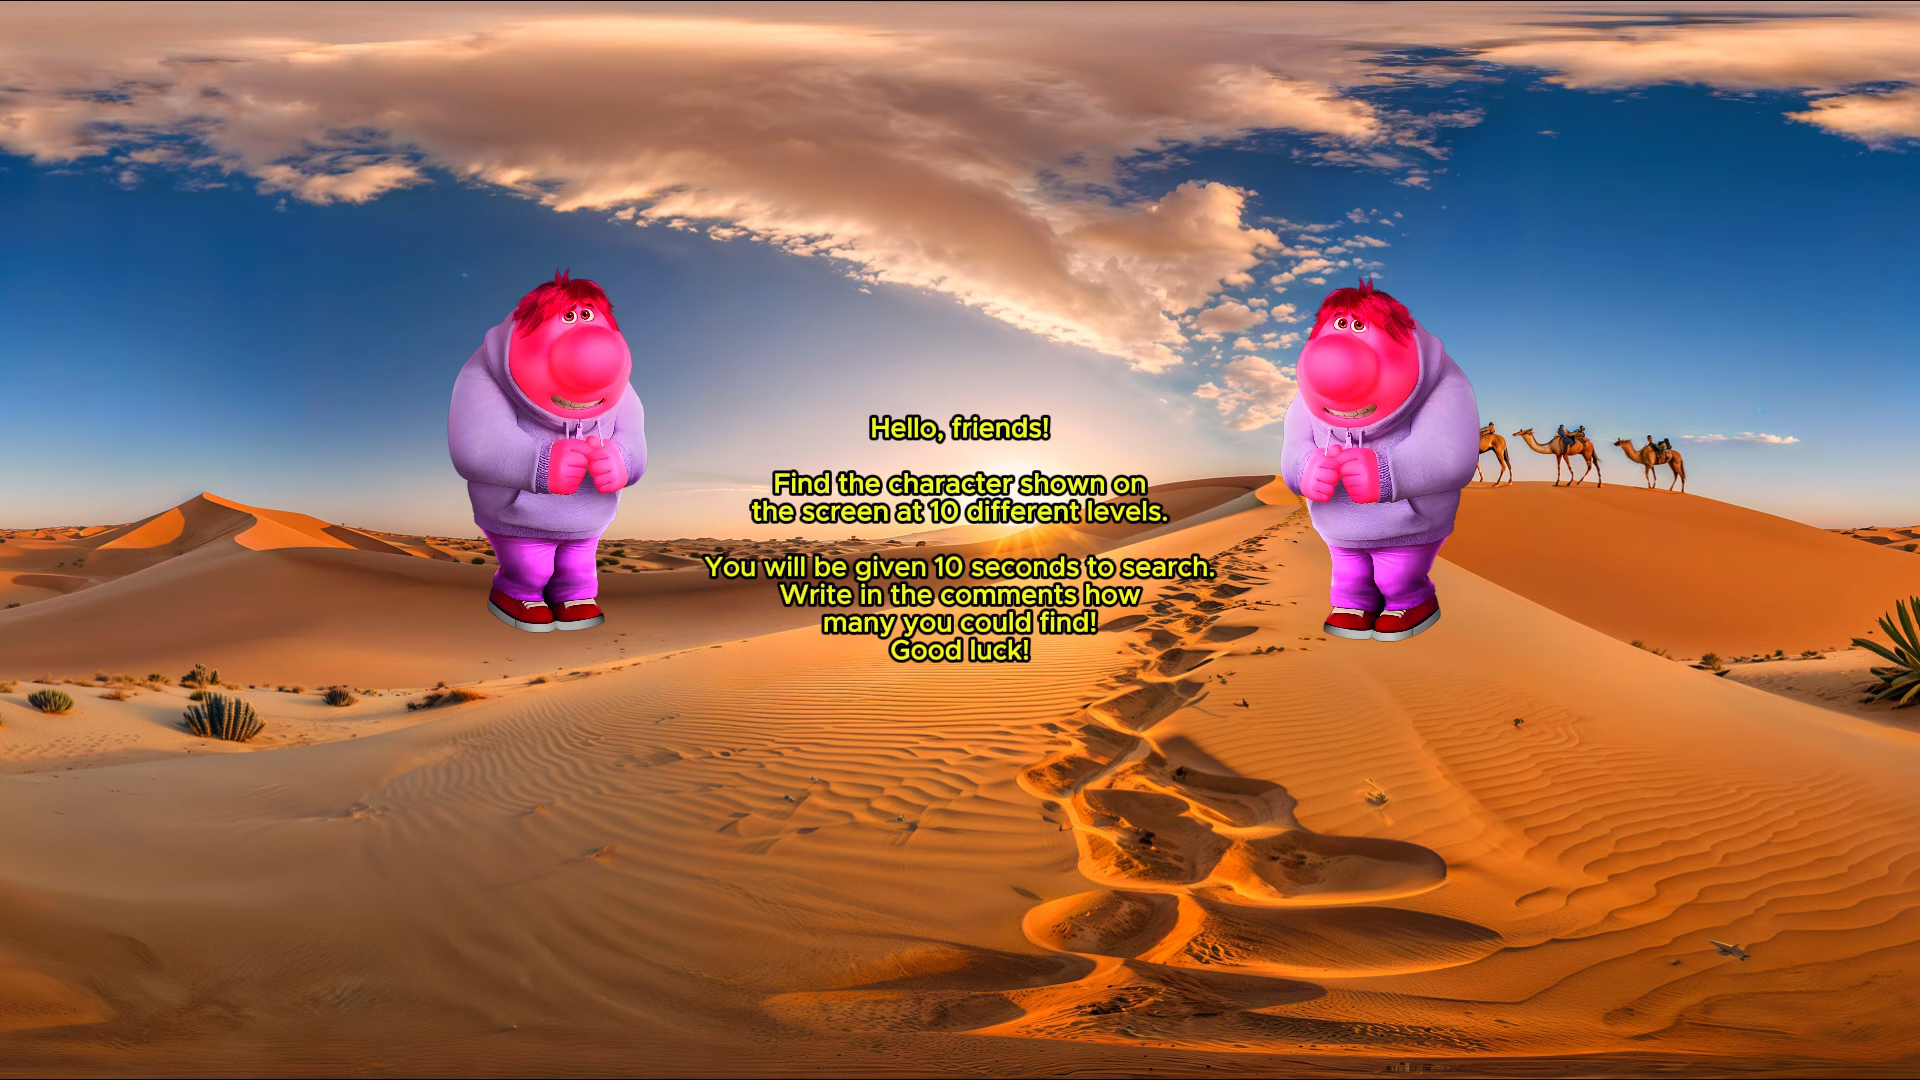 Hello, friends!
Find the character shown on
the screen at 10 different levels.
You will be given 10 seconds to search.
Write in the comments how
many you could find!
Good luck!